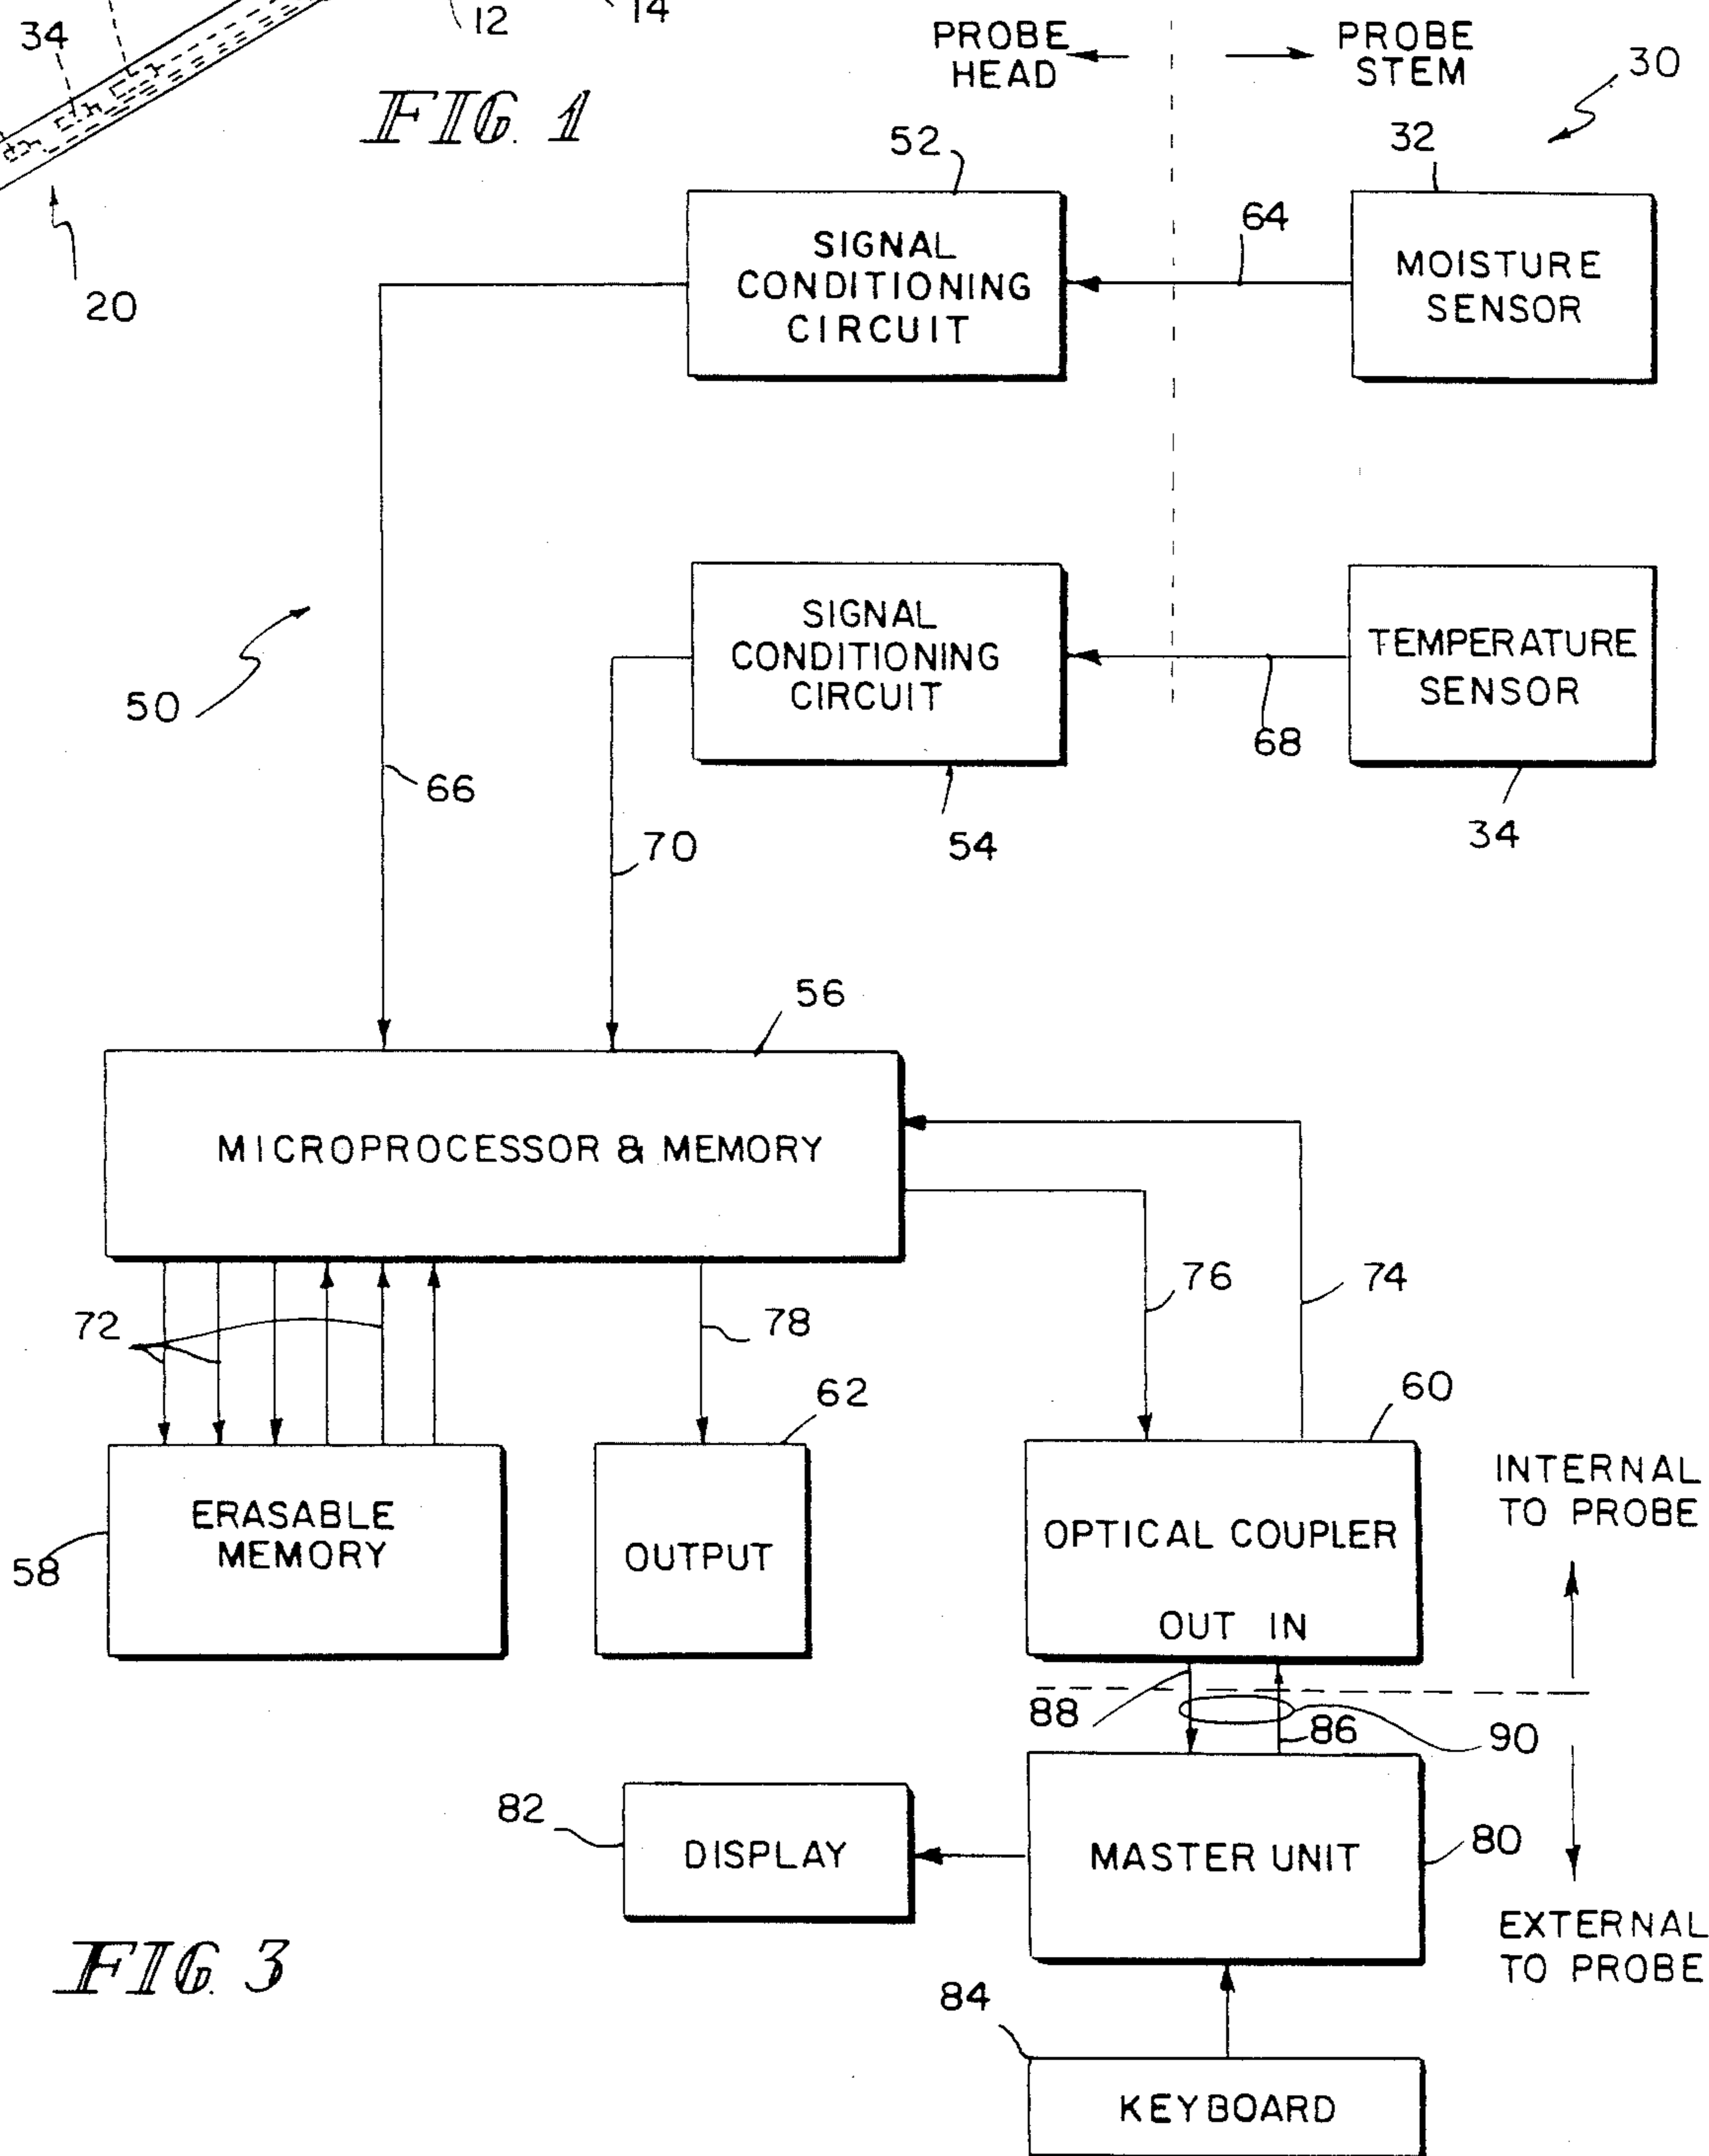 12
14
34
FIG. 1
20
PROBE
HEAD
PROBE
STEM
30
52
32
64
SIGNAL
CONDITIONING
CIRCUIT
MOISTURE
SENSOR
SIGNAL
CONDITIONING
CIRCUIT
TEMPERATURE
SENSOR
50
68
66
70
54
34
56
MICROPROCESSOR & MEMORY
76
74
72
78
62
60
ERASABLE
MEMORY
58
OUTPUT
OPTICAL COUPLER
OUT IN
INTERNAL
TO PROBE
88
86
90
82
DISPLAY
MASTER UNIT
80
EXTERNAL
TO PROBE
FIG. 3
84
KEYBOARD